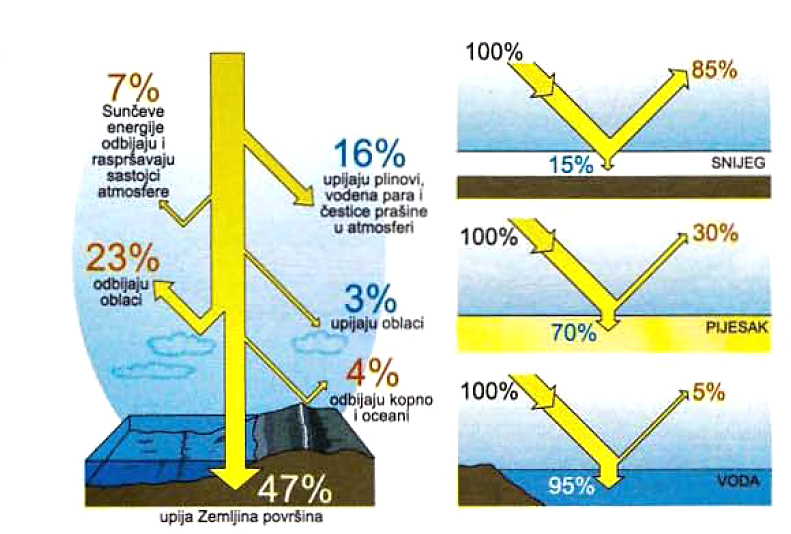 7%
Sunčeve
energije
odbijaju i
raspršavaju
sastojci
atmosfere
16%
upijaju plinovi,
vodena para i
čestice prašine
u atmosferi
23%
odbijaju
oblaci
3%
upijaju oblaci
4%
odbijaju kopno
i oceani
47%
upija Zemljina površina
100%
85%
15%
SNIJEG
100%
30%
70%
PIJESAK
100%
5%
95%
VODA